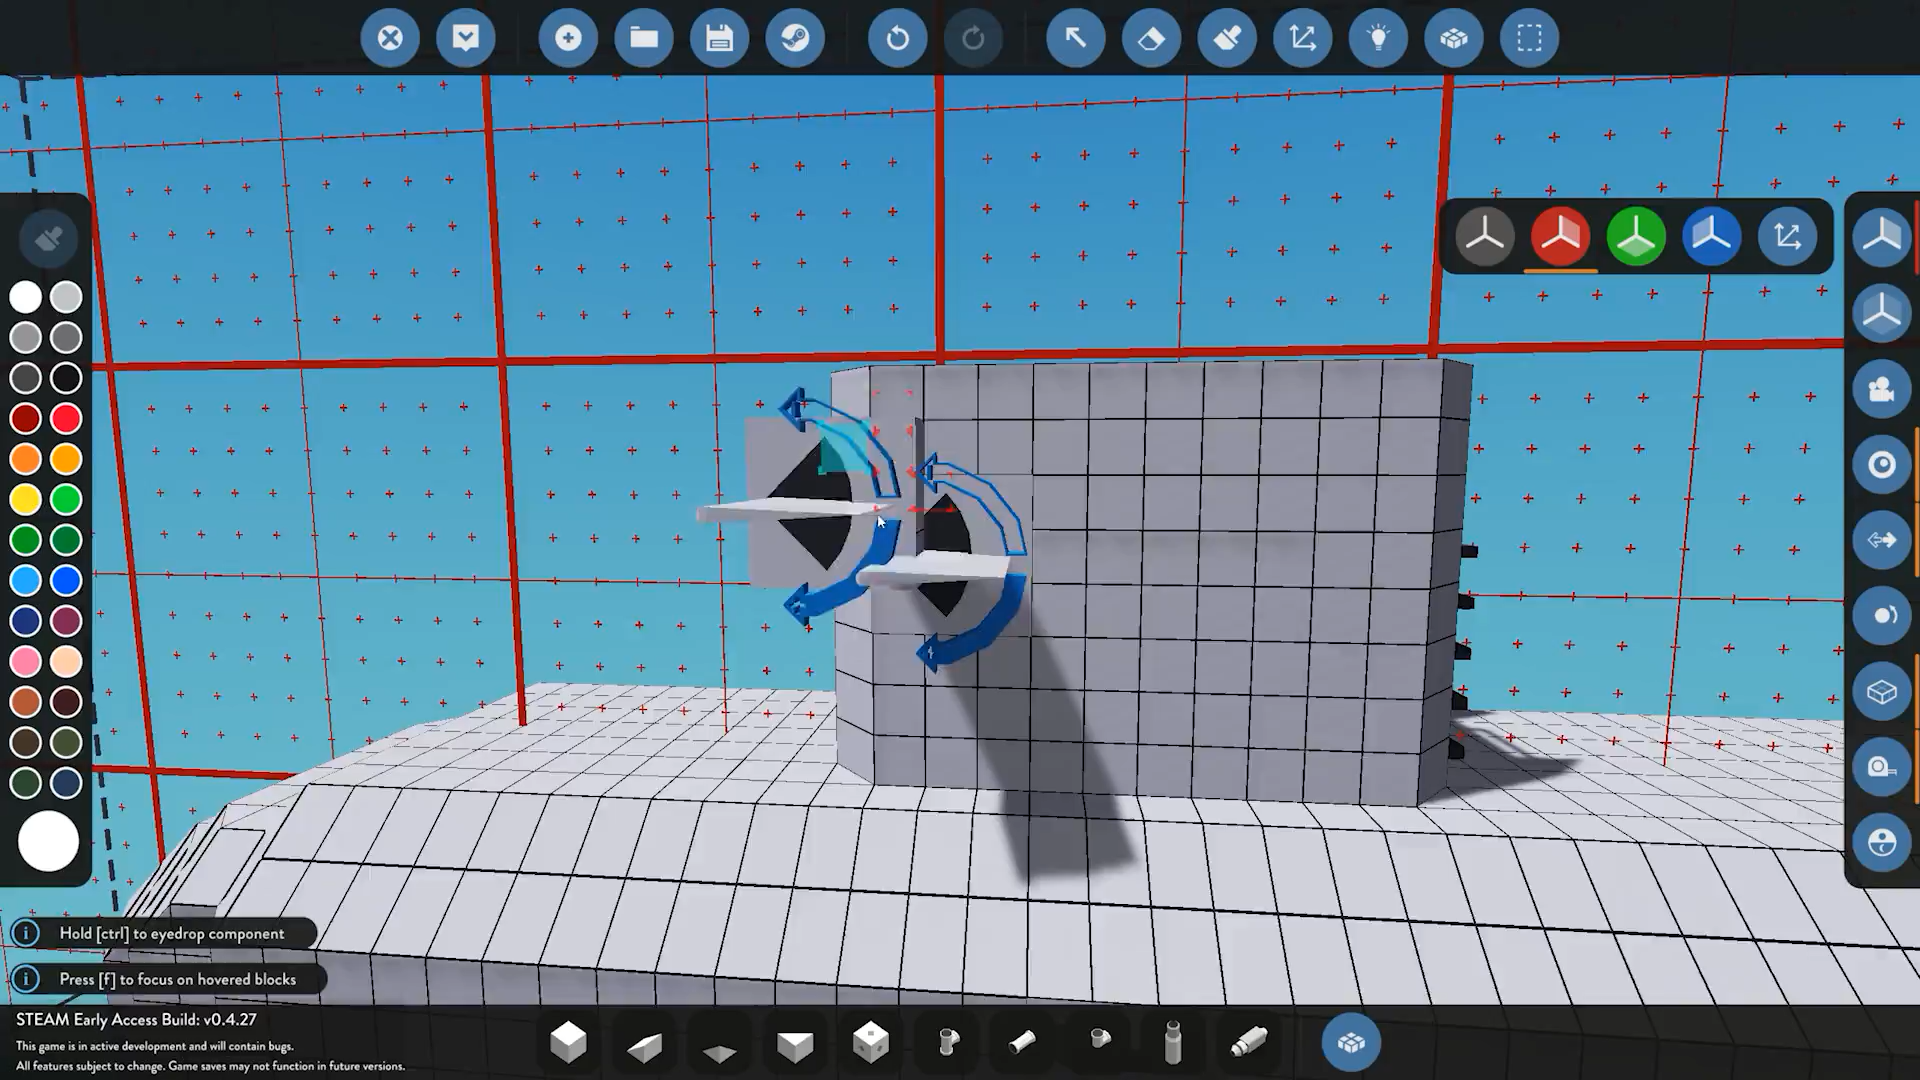 Hold [ctrl] to eyedrop component
Press [f] to focus on hovered blocks
STEAM Early Access Build: v0.4.27
This game is in active development and will contain bugs.
All features subject to change. Game saves may not function in future versions.